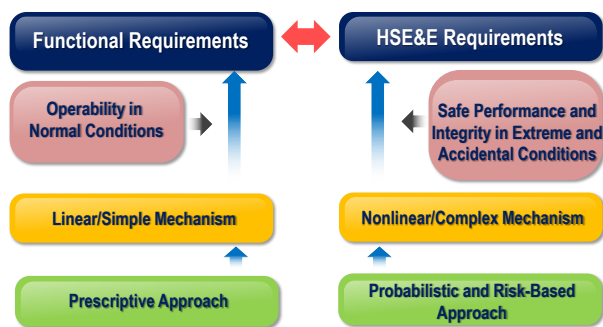 Functional Requirements
HSE&E Requirements
Operability in
Normal Conditions
Safe Performance and
Integrity in Extreme and
Accidental Conditions
Linear/Simple Mechanism
Nonlinear/Complex Mechanism
Prescriptive Approach
Probabilistic and Risk-Based
Approach